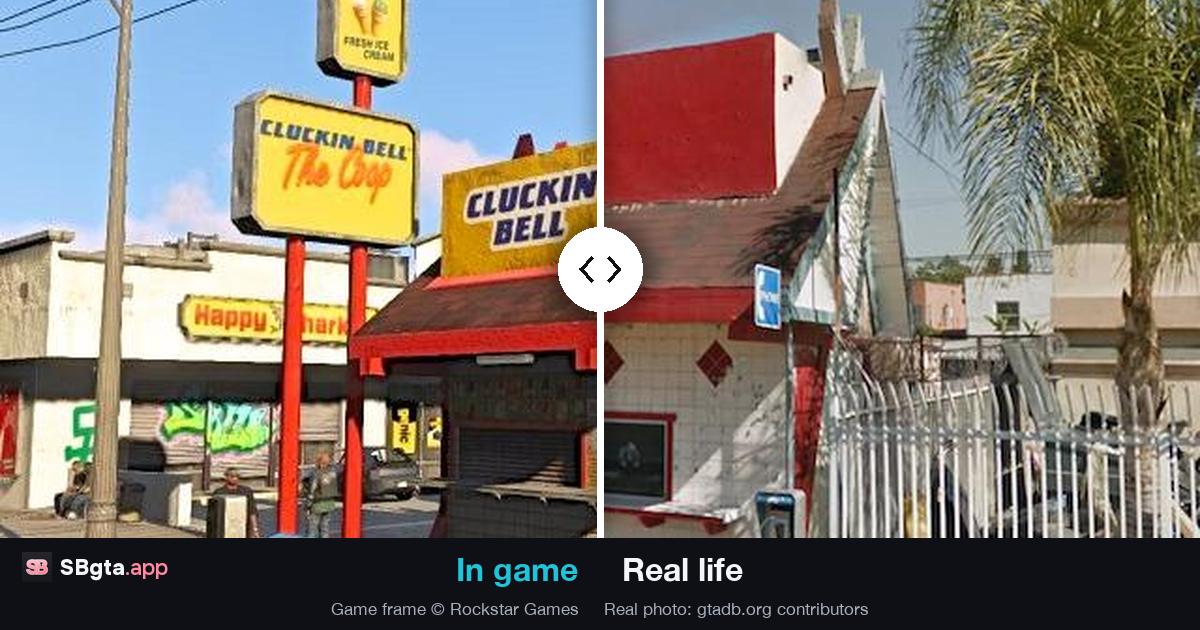 FRESH ICE
CREAM
CLUCKIN BELL
The Coop
CLUCKIN
BELL
Happy
PHONE
SBgta.app
In game
Real life
Game frame © Rockstar Games
Real photo: gtadb.org contributors